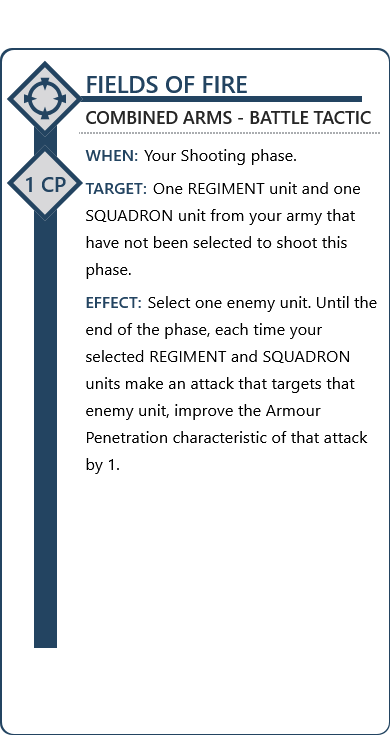 FIELDS OF FIRE
COMBINED ARMS - BATTLE TACTIC
WHEN: Your Shooting phase.
1 CP
TARGET: One REGIMENT unit and one
SQUADRON unit from your army that
have not been selected to shoot this
phase.
EFFECT: Select one enemy unit. Until the
end of the phase, each time your
selected REGIMENT and SQUADRON
units make an attack that targets that
enemy unit, improve the Armour
Penetration characteristic of that attack
by 1.